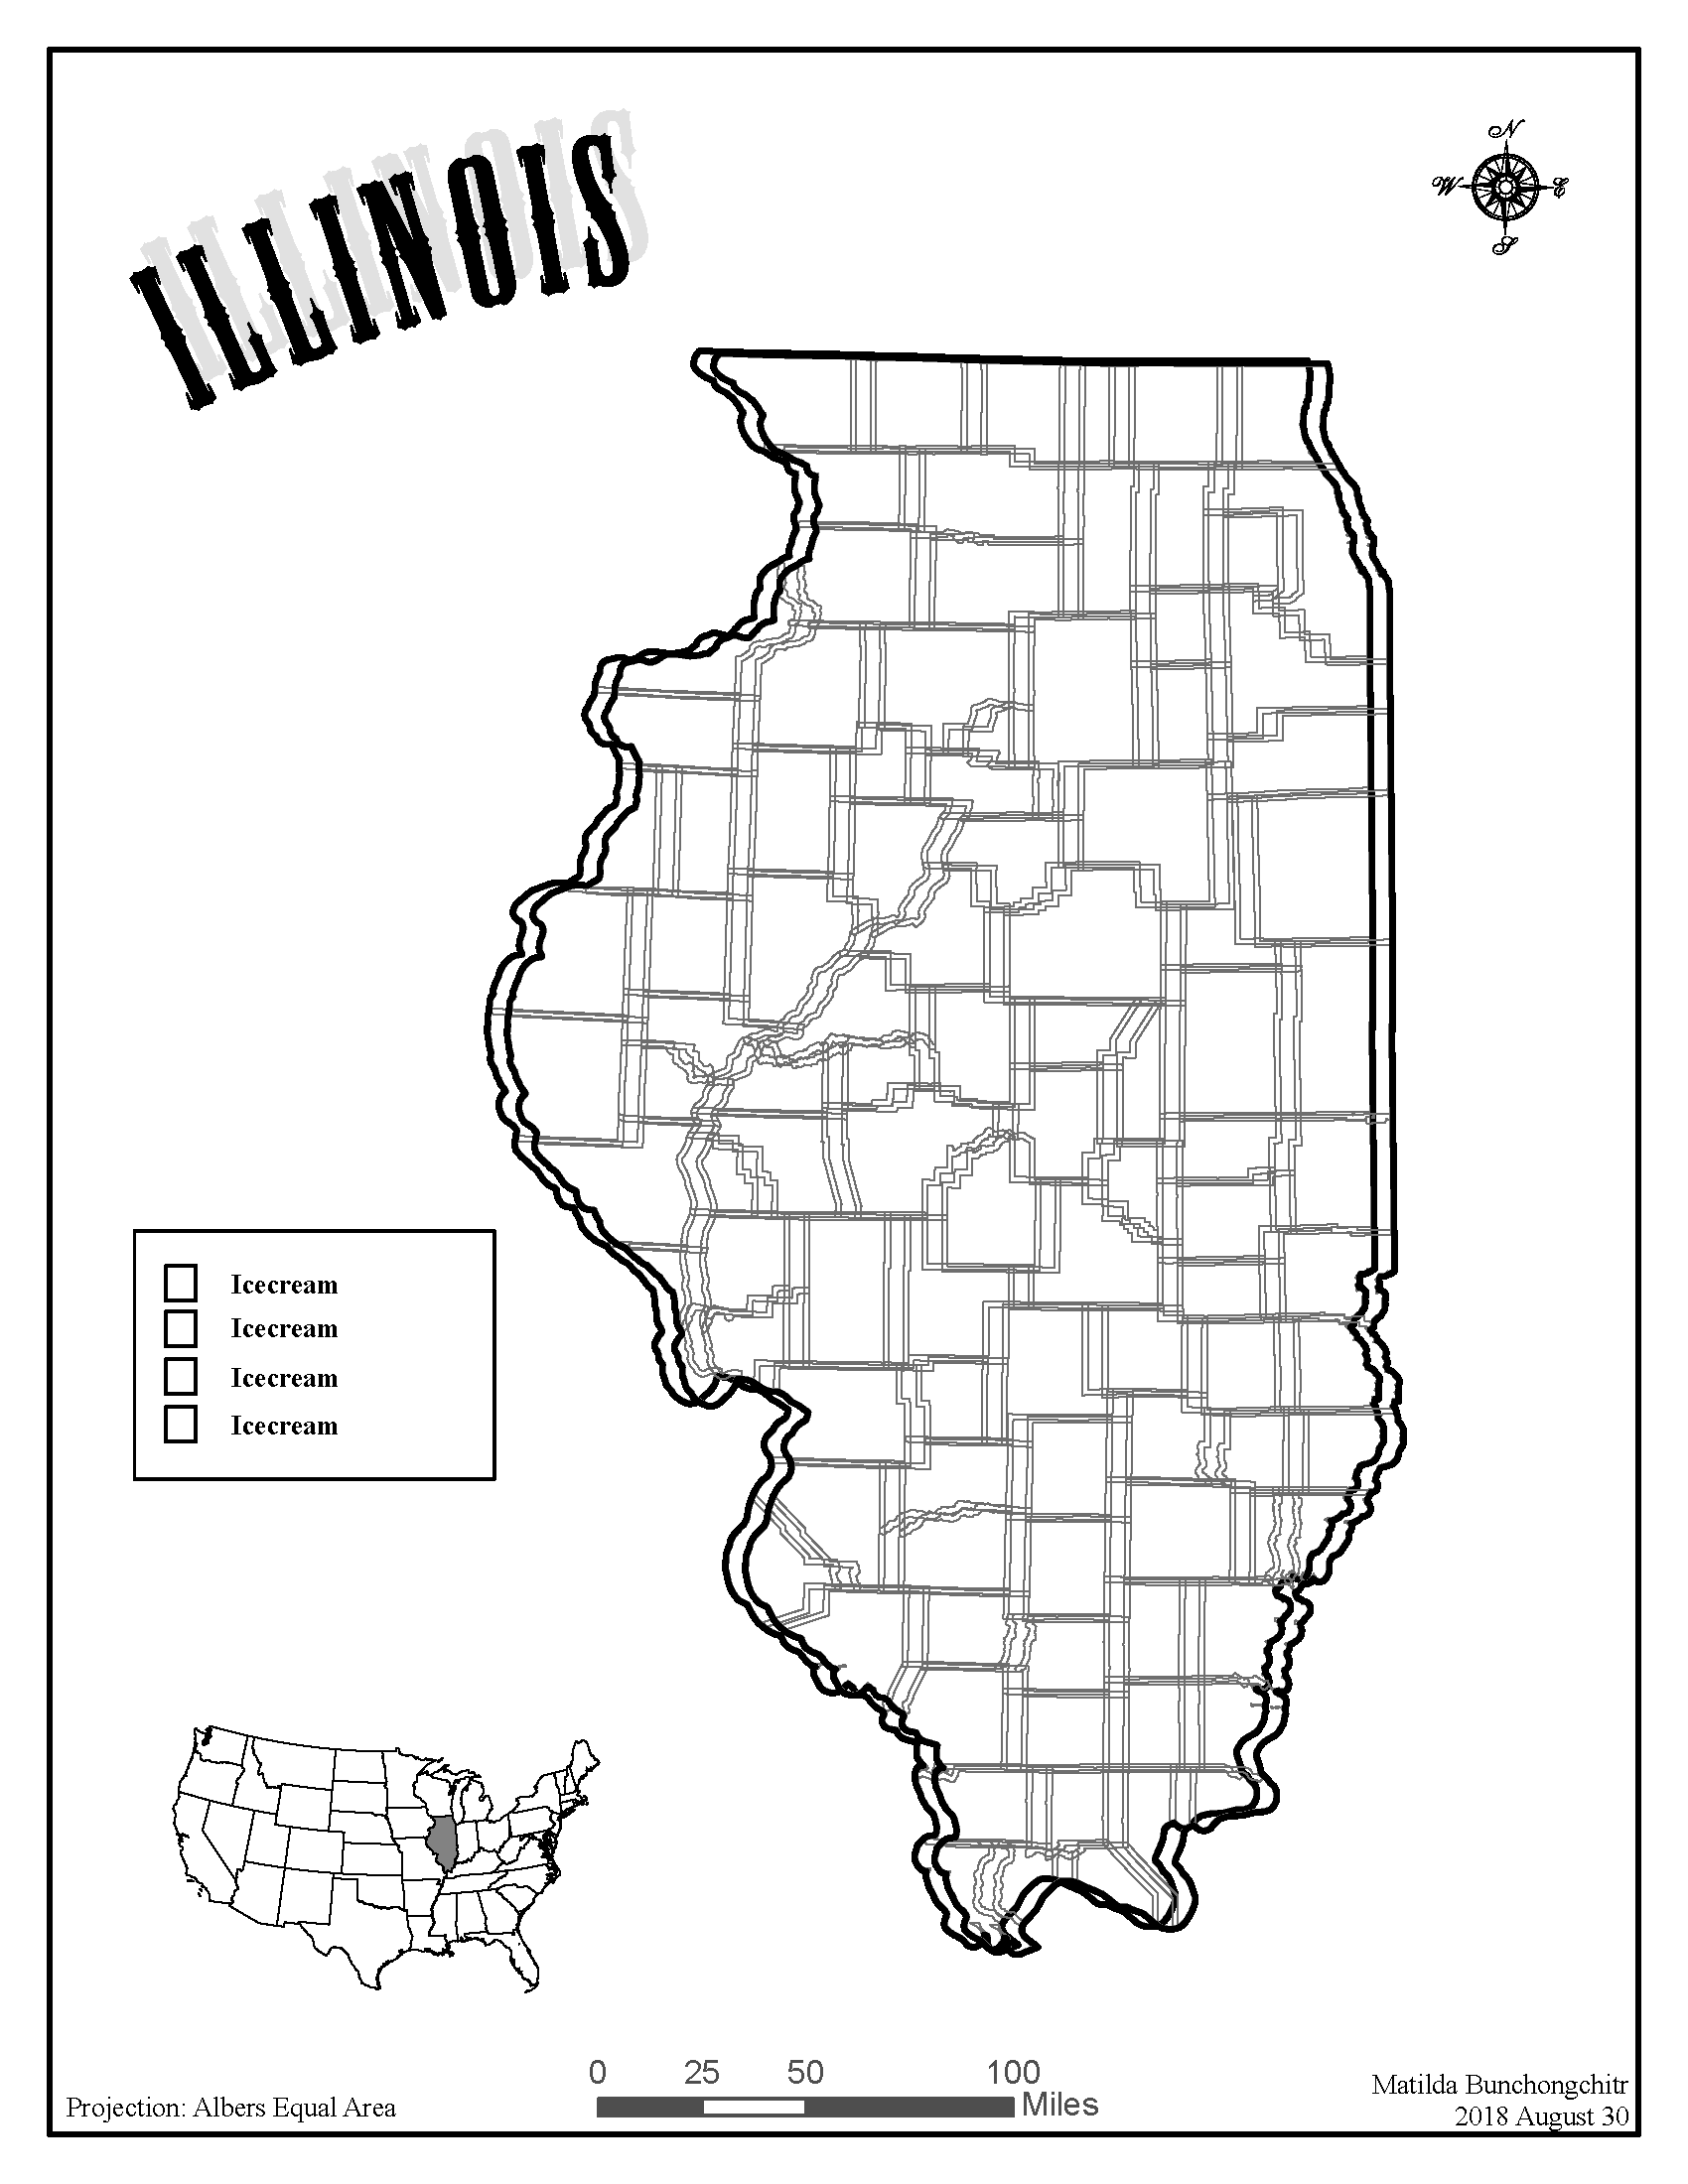 ILLINOIS
N
W E
S
Icecream
Icecream
Icecream
Icecream
0 25 50 100
Miles
Projection: Albers Equal Area
Matilda Bunchongchitr
2018 August 30